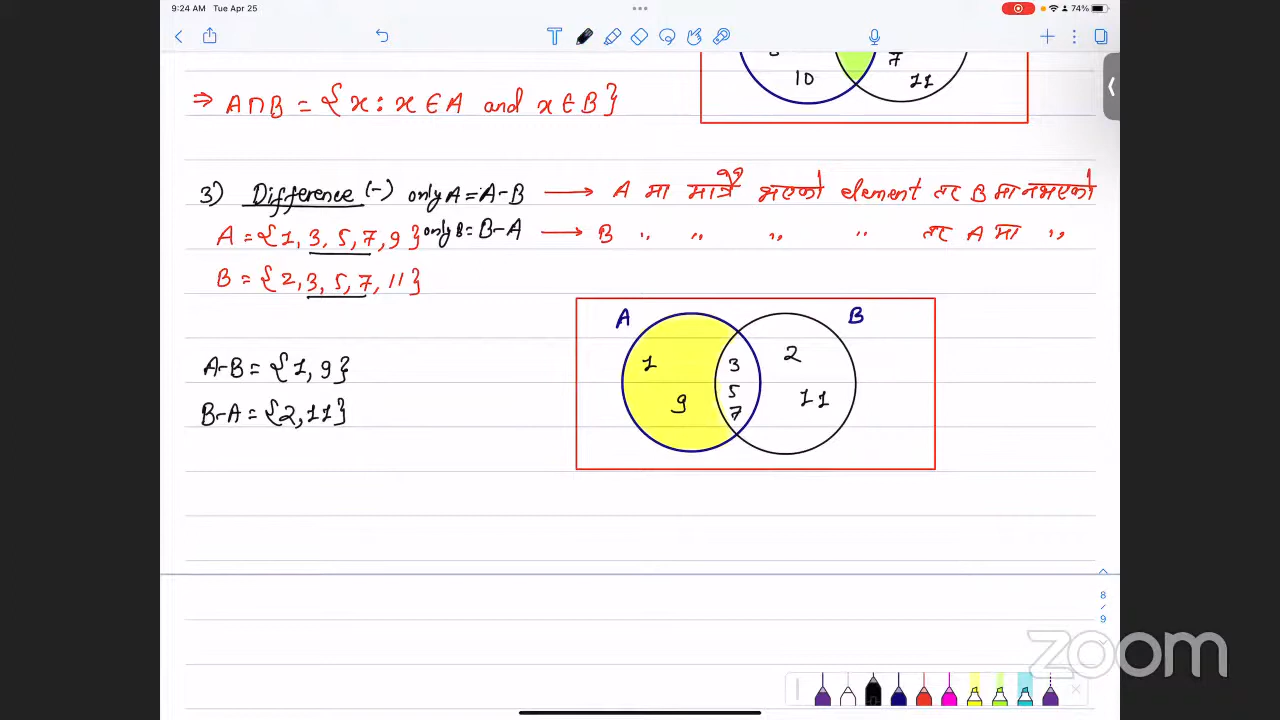 9:24 AM Tue Apr 25
74%
10
7
11
⇒ A∩B = {x : x ∈ A and x ∈ B}
3) Difference (-) only A = A-B → A मा मात्रै भएको element तर B मा नभएको
A = {1, 3, 5, 7, 9} only B = B-A → B ,, ,, ,, ,, तर A मा ,,
B = {2, 3, 5, 7, 11}
A B
1 3 2
A-B = {1, 9}
9 5 11
B-A = {2, 11}
7
8
/
9
zoom